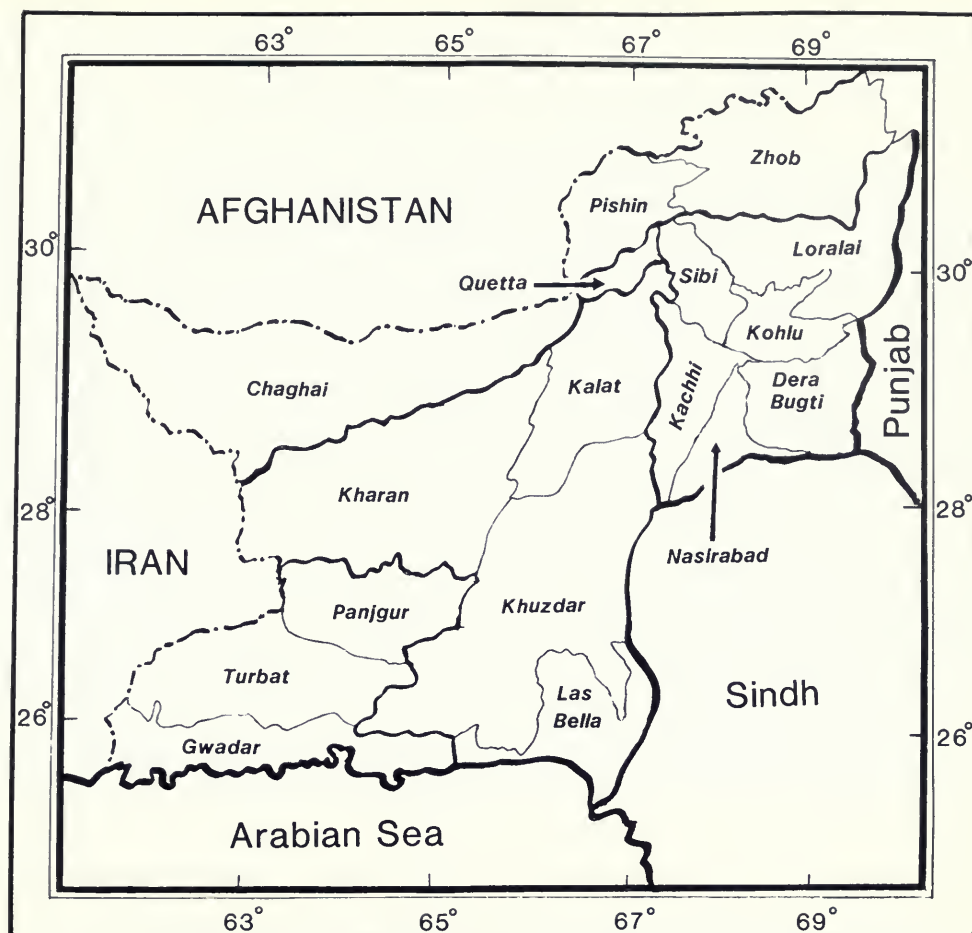 63° 65° 67° 69°
Zhob
AFGHANISTAN
Pishin
30°
Loralai
30°
Quetta
Sibi
Kohlu
Chaghai
Kalat
Kachhi
Dera
Bugti
Punjab
Kharan
28°
28°
IRAN
Nasirabad
Panjgur
Khuzdar
Turbat
Las
Bella
Sindh
26°
26°
Gwadar
Arabian Sea
63° 65° 67° 69°